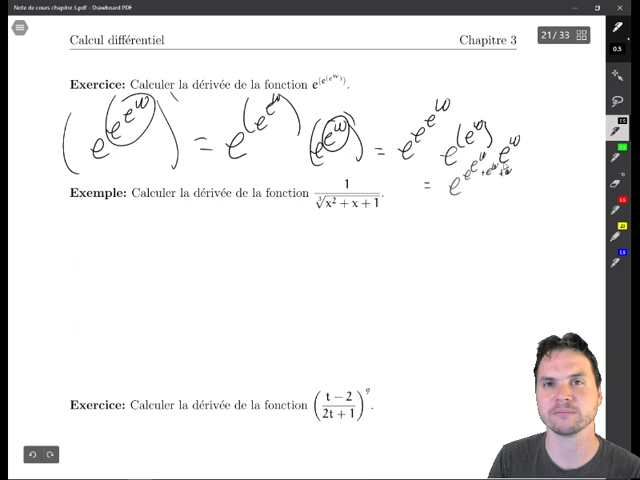 Note de cours chapitre 3.pdf - Drawboard PDF
Calcul différentiel
Chapitre 3
21 / 33
0.5
Exercice: Calculer la dérivée de la fonction e^(e^(e^w)).
(e^(e^(e^w)))' = e^(e^(e^w)) (e^(e^w))' = e^(e^(e^w)) e^(e^w) e^w
= e^(e^(e^w) + e^w + w)
Exemple: Calculer la dérivée de la fonction 1/∛(x² + x + 1).
Exercice: Calculer la dérivée de la fonction ((t − 2)/(2t + 1))⁹.